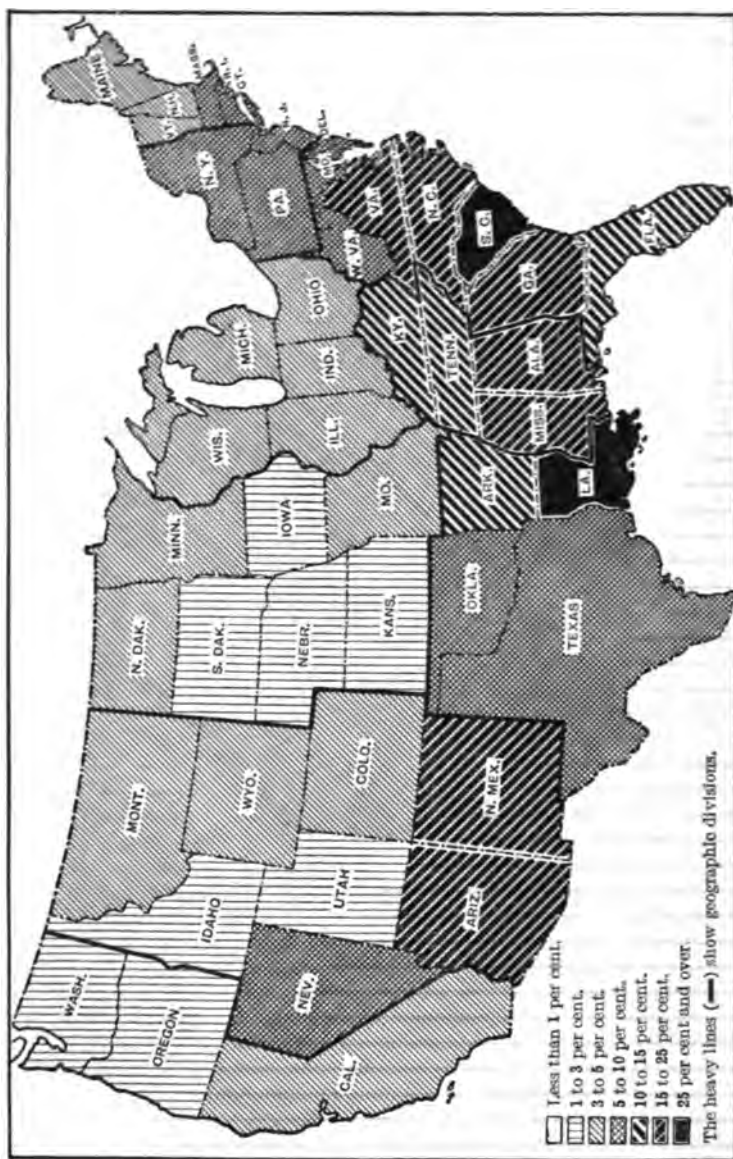 WASH.
OREGON
CAL.
NEV.
IDAHO
MONT.
WYO.
UTAH
COLO.
ARIZ.
N. MEX.
N. DAK.
S. DAK.
NEBR.
KANS.
OKLA.
TEXAS
MINN.
IOWA
MO.
ARK.
LA.
WIS.
ILL.
MICH.
IND.
OHIO
KY.
TENN.
MISS.
ALA.
GA.
FLA.
S. C.
N. C.
VA.
W. VA.
MD.
DEL.
PA.
N. J.
N. Y.
CT.
R. I.
MASS.
VT.
N.H.
MAINE
Less than 1 per cent.
1 to 3 per cent.
3 to 5 per cent.
5 to 10 per cent.
10 to 15 per cent.
15 to 25 per cent.
25 per cent and over.
The heavy lines (━) show geographic divisions.